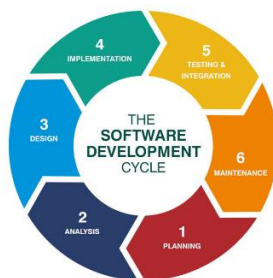 THE
SOFTWARE
DEVELOPMENT
CYCLE
1
PLANNING
2
ANALYSIS
3
DESIGN
4
IMPLEMENTATION
5
TESTING &
INTEGRATION
6
MAINTENANCE